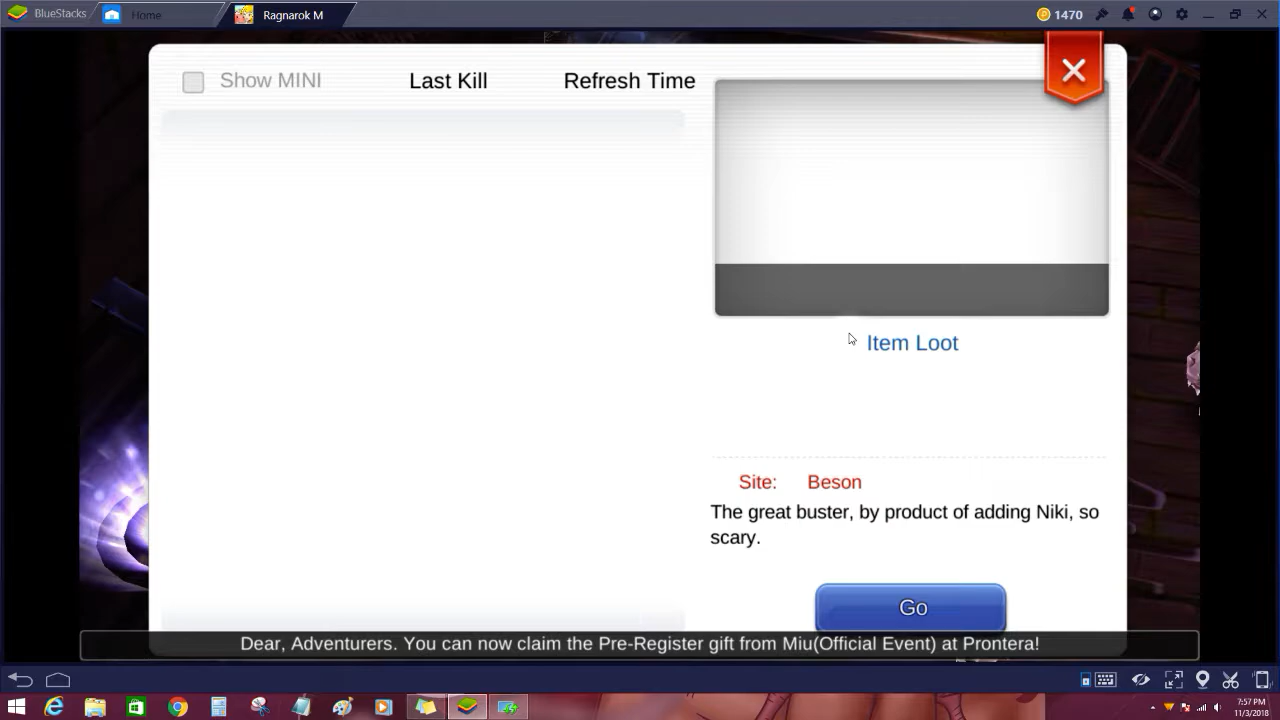 BlueStacks
Home
Ragnarok M
1470
Show MINI
Last Kill
Refresh Time
Item Loot
Site: Beson
The great buster, by product of adding Niki, so
scary.
Go
Dear, Adventurers. You can now claim the Pre-Register gift from Miu(Official Event) at Prontera!
7:57 PM
11/3/2018